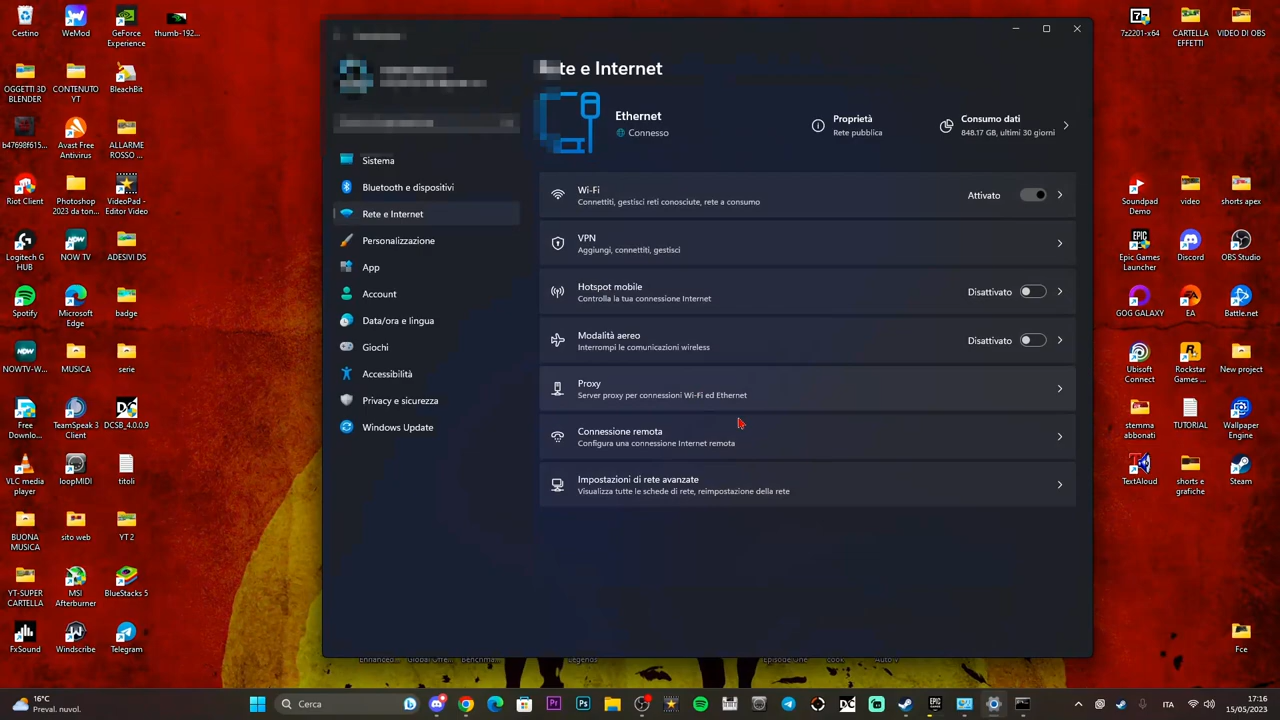 Cestino
WeMod
GeForce
Experience
thumb-192...
OGGETTI 3D
BLENDER
CONTENUTO
YT
BleachBit
b47698f615...
Avast Free
Antivirus
ALLARME
ROSSO ...
Riot Client
Photoshop
2023 da ton...
VideoPad -
Editor Video
Logitech G
HUB
NOW TV
ADESIVI DS
Spotify
Microsoft
Edge
badge
NOWTV-W...
MUSICA
serie
Free
Downlo...
TeamSpeak 3
Client
DCSB_4.0.0.9
VLC media
player
loopMIDI
titoli
BUONA
MUSICA
sito web
YT 2
YT-SUPER
CARTELLA
MSI
Afterburner
BlueStacks 5
FxSound
Windscribe
Telegram
Sistema
Bluetooth e dispositivi
Rete e Internet
Personalizzazione
App
Account
Data/ora e lingua
Giochi
Accessibilità
Privacy e sicurezza
Windows Update
te e Internet
Ethernet
Connesso
Proprietà
Rete pubblica
Consumo dati
848.17 GB, ultimi 30 giorni
Wi-Fi
Connettiti, gestisci reti conosciute, rete a consumo
Attivato
VPN
Aggiungi, connettiti, gestisci
Hotspot mobile
Controlla la tua connessione Internet
Disattivato
Modalità aereo
Interrompi le comunicazioni wireless
Disattivato
Proxy
Server proxy per connessioni Wi-Fi ed Ethernet
Connessione remota
Configura una connessione Internet remota
Impostazioni di rete avanzate
Visualizza tutte le schede di rete, reimpostazione della rete
7z2201-x64
CARTELLA
EFFETTI
VIDEO DI OBS
Soundpad
Demo
video
shorts apex
Epic Games
Launcher
Discord
OBS Studio
GOG GALAXY
EA
Battle.net
Ubisoft
Connect
Rockstar
Games ...
New project
stemma
abbonati
TUTORIAL
Wallpaper
Engine
TextAloud
shorts e
grafiche
Steam
Fce
16°C
Preval. nuvol.
Cerca
ITA
17:16
15/05/2023